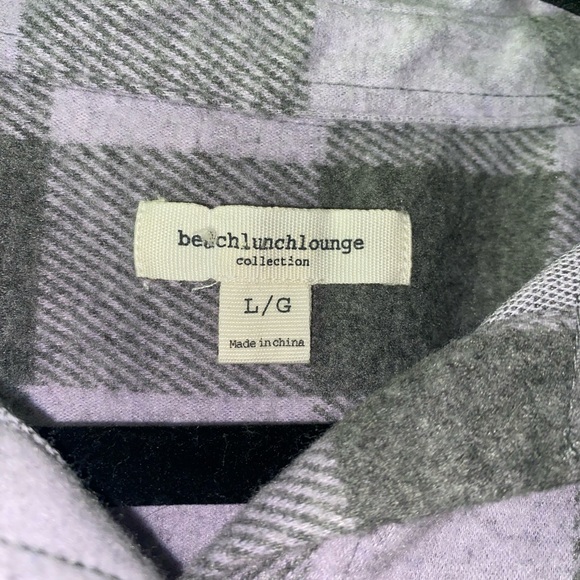 beachlunchlounge
collection
L/G
Made in china